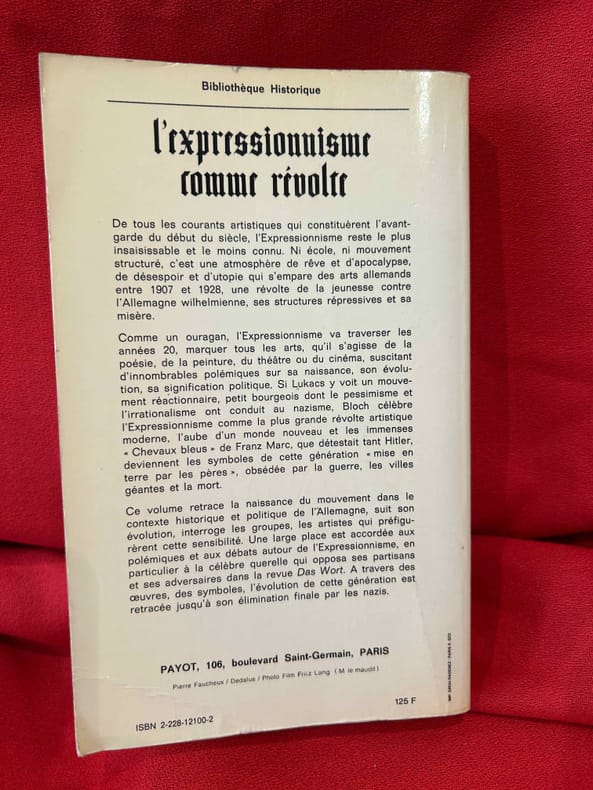 Bibliothèque Historique
l'expressionnisme
comme révolte
De tous les courants artistiques qui constituèrent l'avant-
garde du début du siècle, l'Expressionnisme reste le plus
insaisissable et le moins connu. Ni école, ni mouvement
structuré, c'est une atmosphère de rêve et d'apocalypse,
de désespoir et d'utopie qui s'empare des arts allemands
entre 1907 et 1928, une révolte de la jeunesse contre
l'Allemagne wilhelmienne, ses structures répressives et sa
misère.
Comme un ouragan, l'Expressionnisme va traverser les
années 20, marquer tous les arts, qu'il s'agisse de la
poésie, de la peinture, du théâtre ou du cinéma, suscitant
d'innombrables polémiques sur sa naissance, son évolu-
tion, sa signification politique. Si Lukacs y voit un mouve-
ment réactionnaire, petit bourgeois dont le pessimisme et
l'irrationalisme ont conduit au nazisme, Bloch célèbre
l'Expressionnisme comme la plus grande révolte artistique
moderne, l'aube d'un monde nouveau et les immenses
« Chevaux bleus » de Franz Marc, que détestait tant Hitler,
deviennent les symboles de cette génération « mise en
terre par les pères », obsédée par la guerre, les villes
géantes et la mort.
Ce volume retrace la naissance du mouvement dans le
contexte historique et politique de l'Allemagne, suit son
évolution, interroge les groupes, les artistes qui préfigu-
rèrent cette sensibilité. Une large place est accordée aux
polémiques et aux débats autour de l'Expressionnisme, en
particulier à la célèbre querelle qui opposa ses partisans
et ses adversaires dans la revue Das Wort. A travers des
œuvres, des symboles, l'évolution de cette génération est
retracée jusqu'à son élimination finale par les nazis.
PAYOT, 106, boulevard Saint-Germain, PARIS
Pierre Faucheux / Dedalus / Photo Film Fritz Lang (M le maudit)
125 F
ISBN 2-228-12100-2